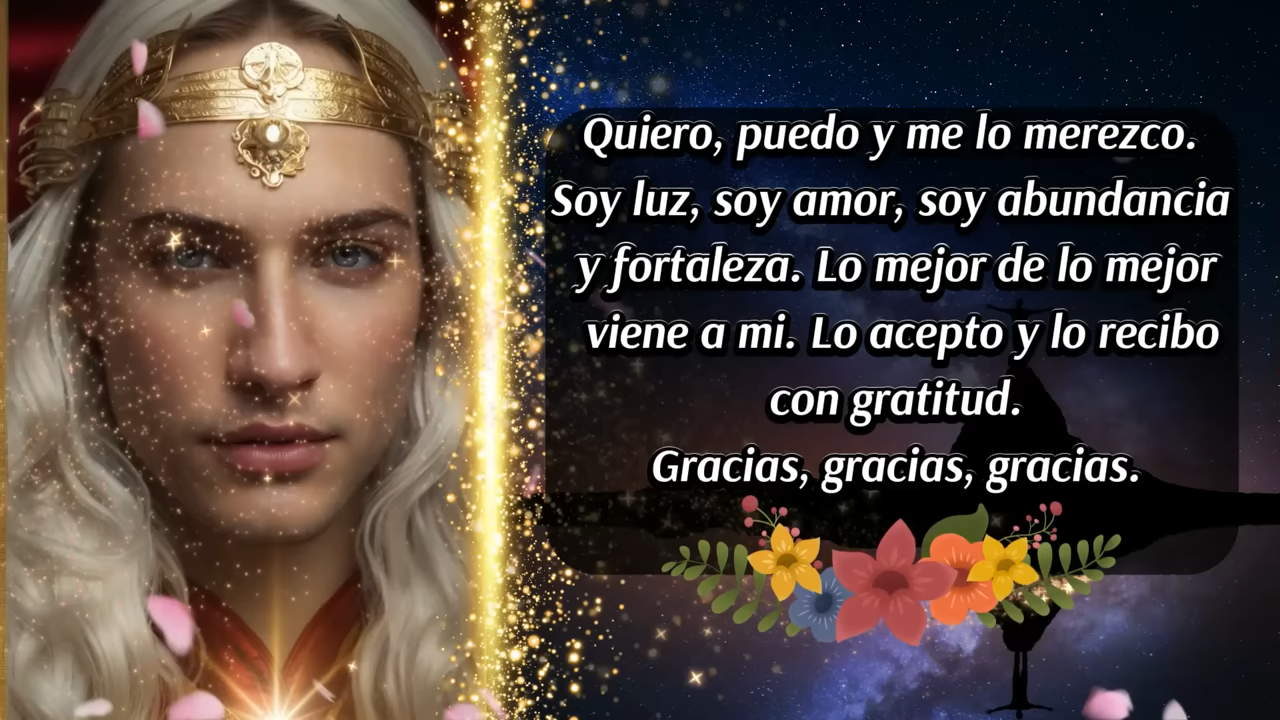 Quiero, puedo y me lo merezco.
Soy luz, soy amor, soy abundancia
y fortaleza. Lo mejor de lo mejor
viene a mi. Lo acepto y lo recibo
con gratitud.
Gracias, gracias, gracias.